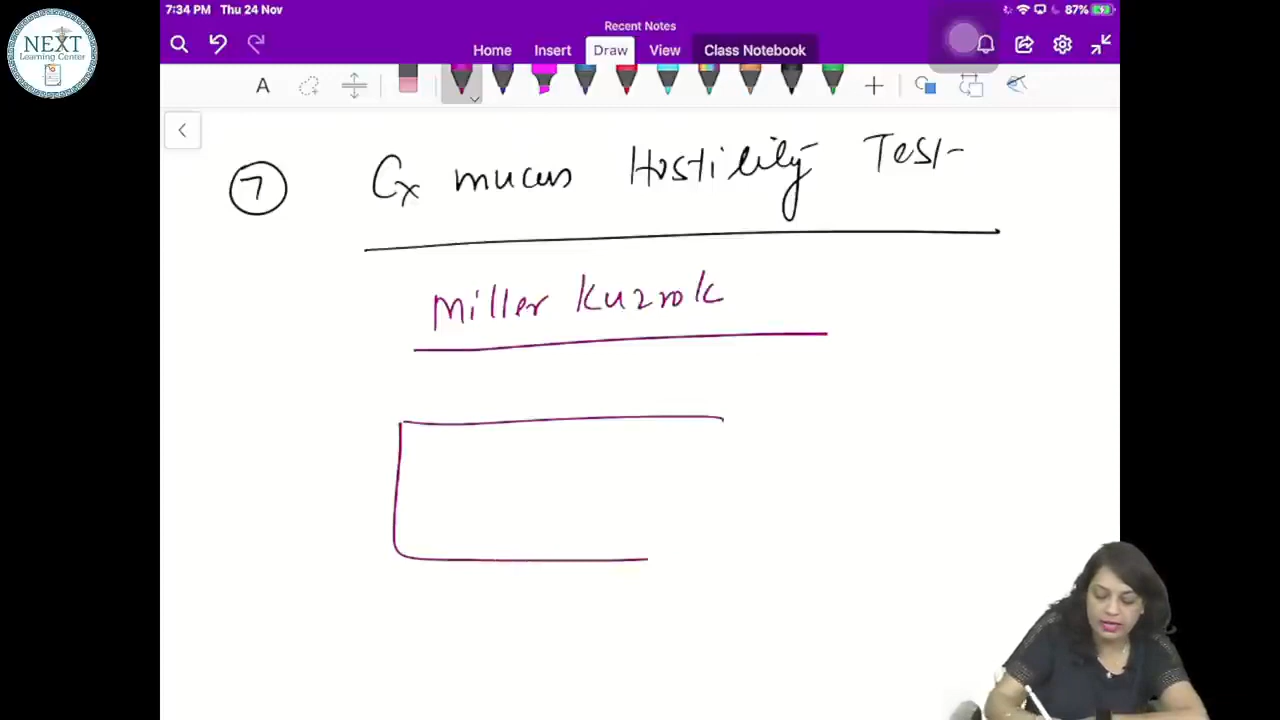 7:34 PM Thu 24 Nov
87%
Recent Notes
Home Insert Draw View Class Notebook
NEXT
Learning Center
A
7 Cx mucus Hostility Test
Miller Kuzrok